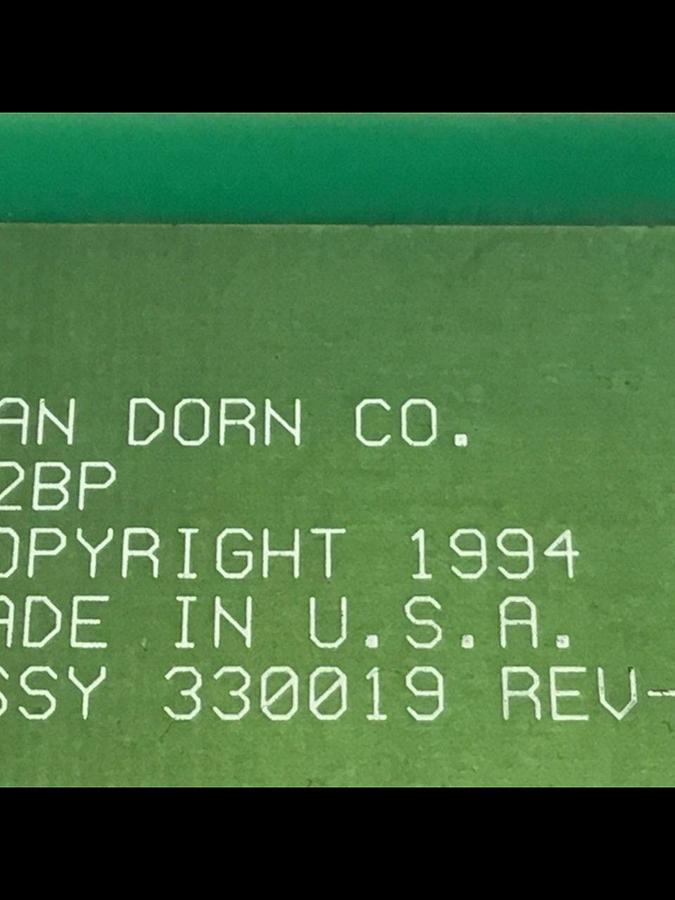 AN DORN CO.
2BP
OPYRIGHT 1994
ADE IN U.S.A.
SSY 330019 REV-